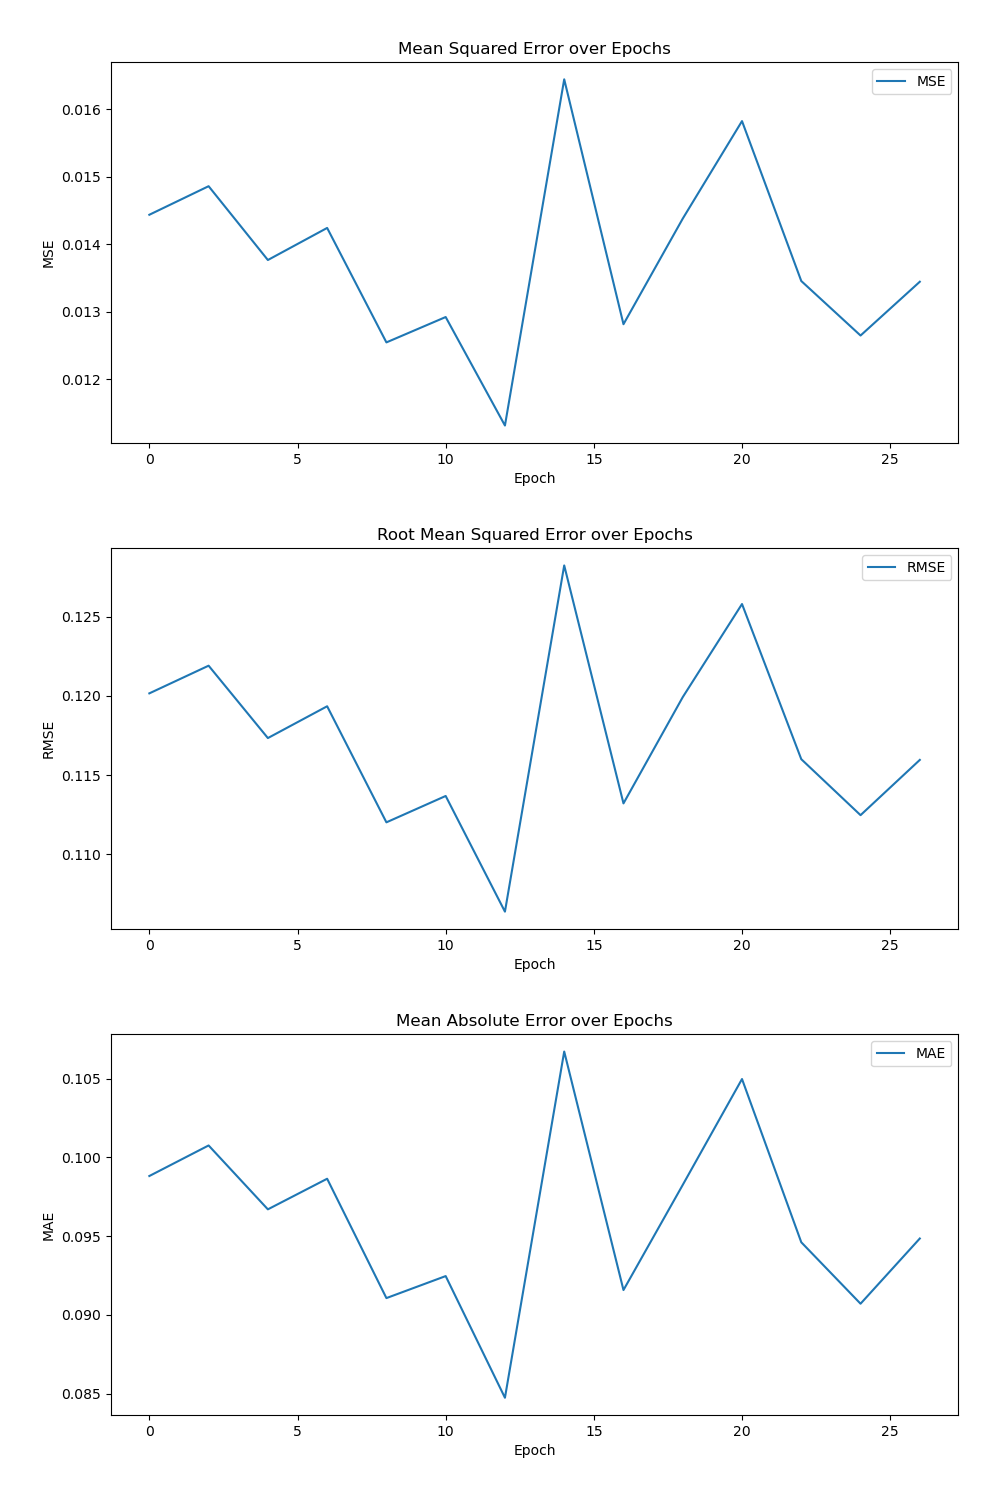 Mean Squared Error over Epochs
MSE
0.016
0.015
0.014
0.013
0.012
MSE
0 5 10 15 20 25
Epoch
Root Mean Squared Error over Epochs
RMSE
0.125
0.120
0.115
0.110
RMSE
0 5 10 15 20 25
Epoch
Mean Absolute Error over Epochs
MAE
0.105
0.100
0.095
0.090
0.085
MAE
0 5 10 15 20 25
Epoch